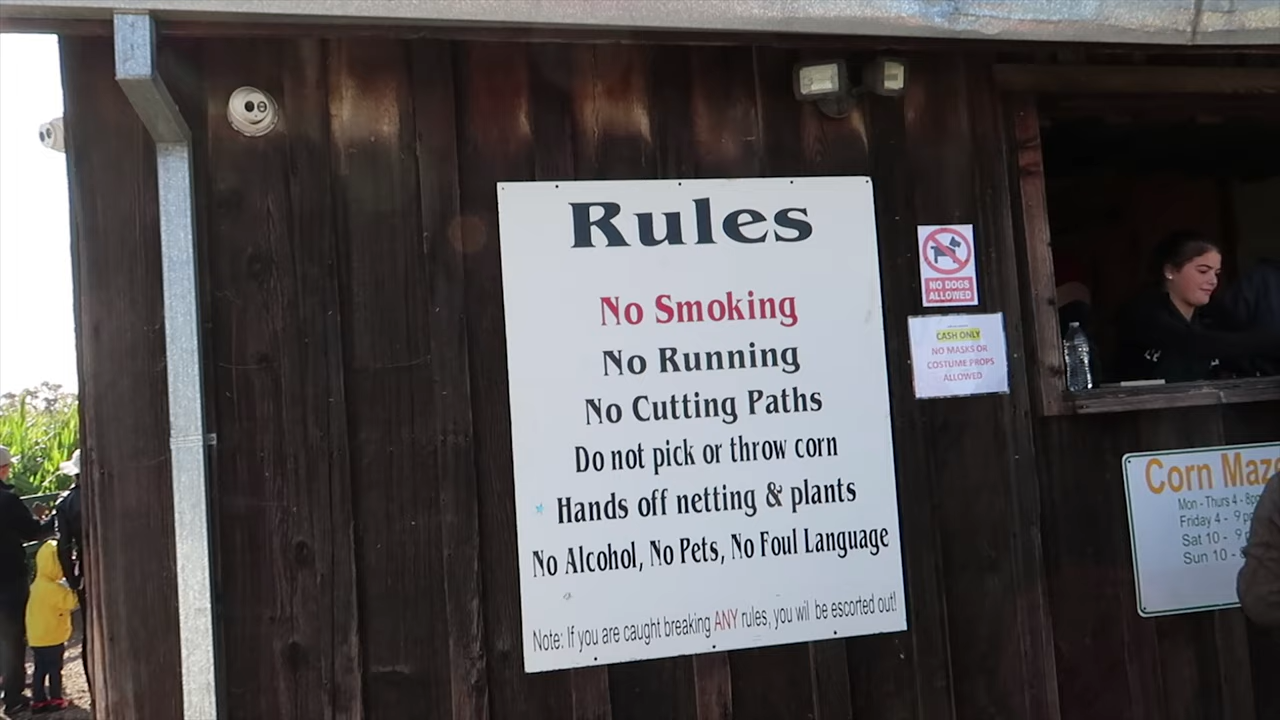 Rules
No Smoking
No Running
No Cutting Paths
Do not pick or throw corn
Hands off netting & plants
No Alcohol, No Pets, No Foul Language
Note: If you are caught breaking ANY rules, you will be escorted out!
NO DOGS
ALLOWED
CASH ONLY
NO MASKS OR
COSTUME PROPS
ALLOWED
Corn Maze
Mon - Thurs 4 - 8p
Friday 4 - 9 p
Sat 10 - 9 p
Sun 10 -